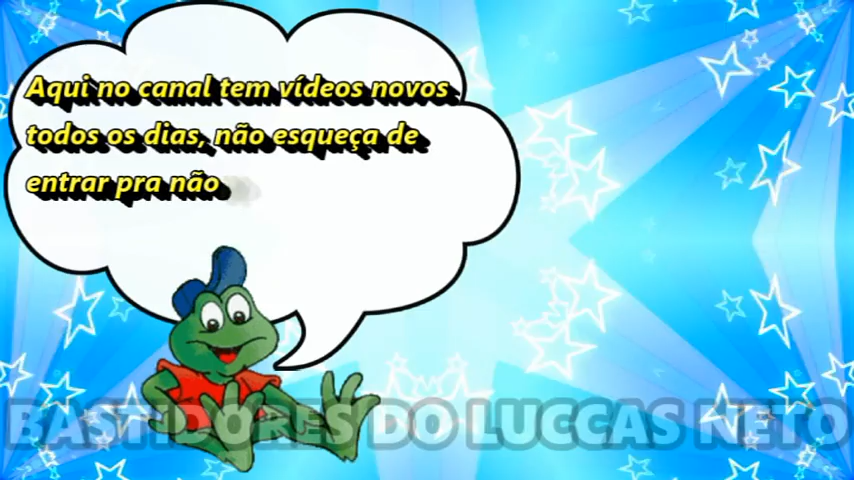 Aqui no canal tem vídeos novos
todos os dias, não esqueça de
entrar pra não
BASTIDORES DO LUCCAS NETO